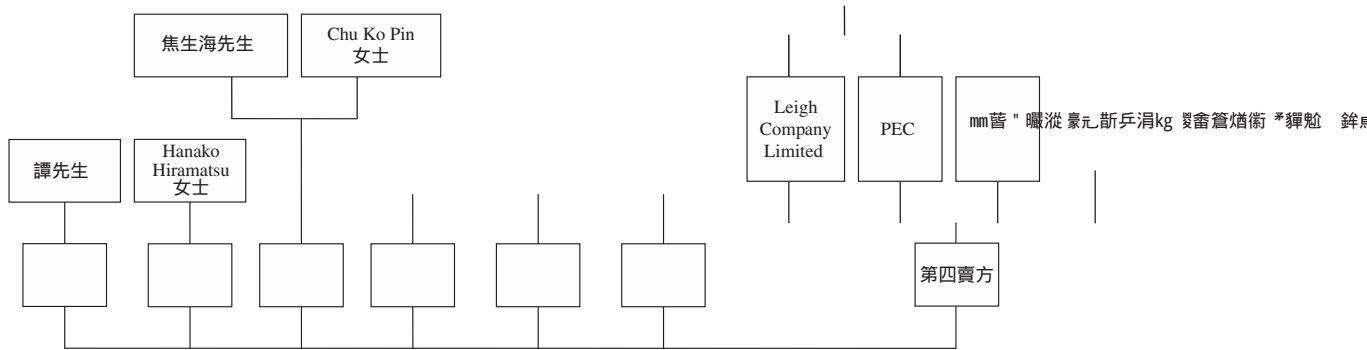 焦生海先生
Chu Ko Pin
女士
Leigh
Company
Limited
PEC
譚先生
Hanako
Hiramatsu
女士
第四賣方